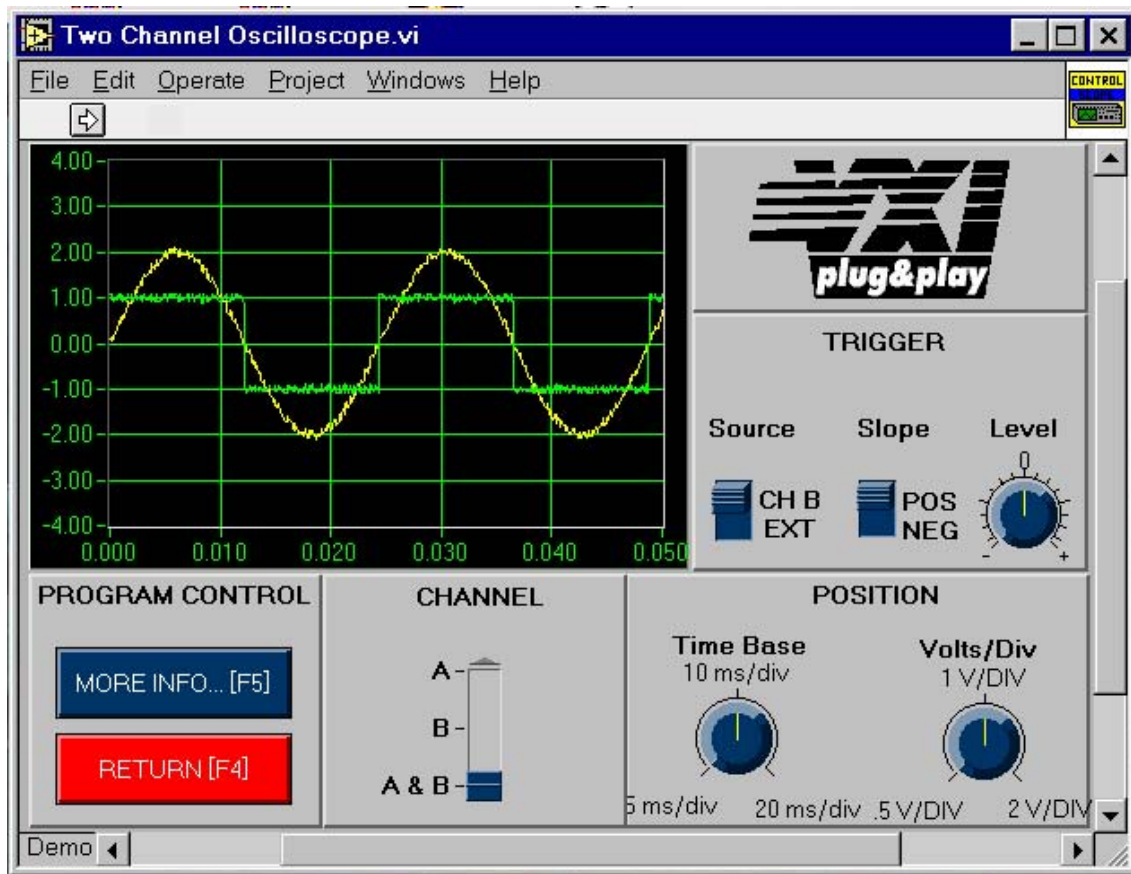 Two Channel Oscilloscope.vi
File Edit Operate Project Windows Help
CONTROL
4.00
3.00
2.00
1.00
0.00
-1.00
-2.00
-3.00
-4.00
0.000 0.010 0.020 0.030 0.040 0.050
VXI
plug&play
TRIGGER
Source Slope Level
0
CH B POS
EXT NEG
- +
PROGRAM CONTROL
MORE INFO... [F5]
RETURN [F4]
CHANNEL
A
B
A & B
POSITION
Time Base Volts/Div
10 ms/div 1 V/DIV
5 ms/div 20 ms/div .5 V/DIV 2 V/DIV
Demo